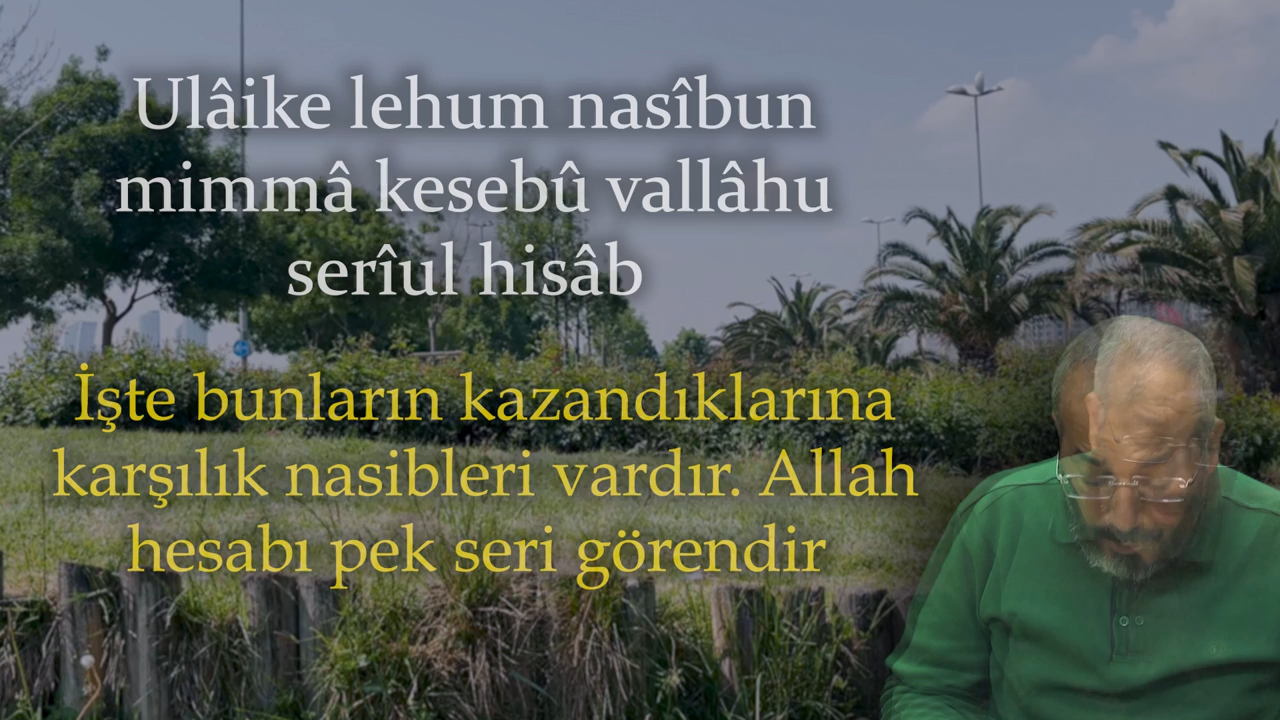 Ulâike lehum nasîbun
mimmâ kesebû vallâhu
serîul hisâb
İşte bunların kazandıklarına
karşılık nasibleri vardır. Allah
hesabı pek seri görendir